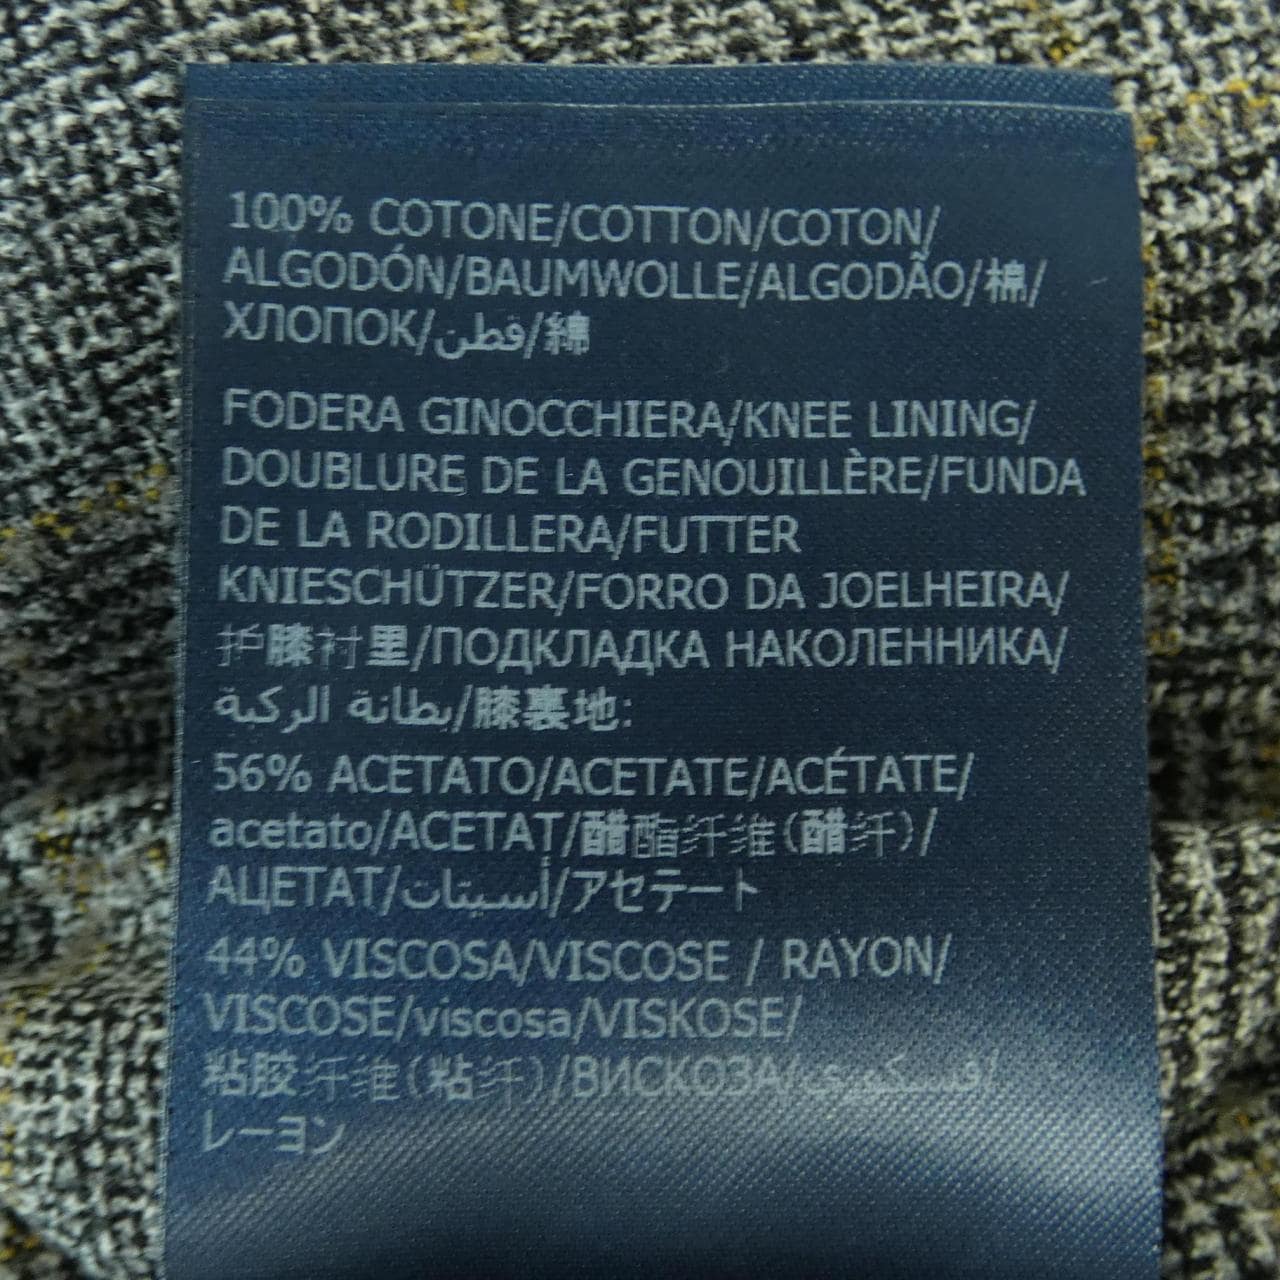 100% COTONE/COTTON/COTON/
ALGODÓN/BAUMWOLLE/ALGODÃO/棉/
ХЛОПОК/قطن/綿
FODERA GINOCCHIERA/KNEE LINING/
DOUBLURE DE LA GENOUILLÈRE/FUNDA
DE LA RODILLERA/FUTTER
KNIESCHÜTZER/FORRO DA JOELHEIRA/
护膝衬里/ПОДКЛАДКА НАКОЛЕННИКА/
بطانة الركبة/膝裏地:
56% ACETATO/ACETATE/ACÉTATE/
acetato/ACETAT/醋酯纤维(醋纤)/
АЦЕТАТ/أسيتات/アセテート
44% VISCOSA/VISCOSE / RAYON/
VISCOSE/viscosa/VISKOSE/
粘胶纤维(粘纤)/ВИСКОЗА/فسكوزي/
レーヨン